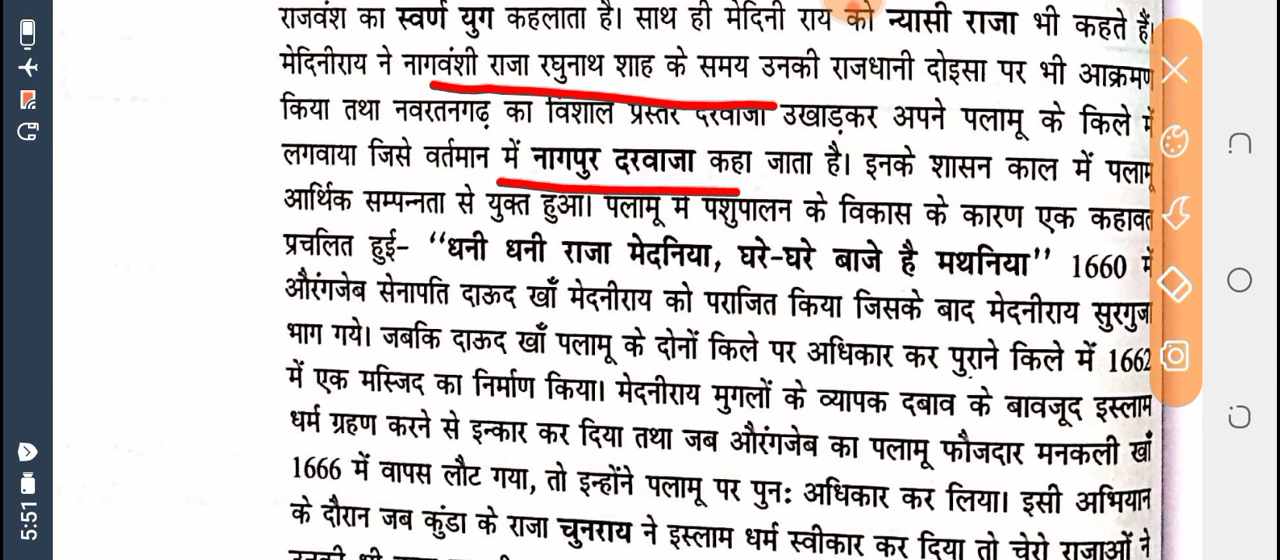 राजवंश का स्वर्ण युग कहलाता है। साथ ही मेदिनी राय को न्यासी राजा भी कहते हैं।
मेदिनीराय ने नागवंशी राजा रघुनाथ शाह के समय उनकी राजधानी दोइसा पर भी आक्रमण
किया तथा नवरतनगढ़ का विशाल प्रस्तर दरवाजा उखाड़कर अपने पलामू के किले में
लगवाया जिसे वर्तमान में नागपुर दरवाजा कहा जाता है। इनके शासन काल में पलामू
आर्थिक सम्पन्नता से युक्त हुआ। पलामू में पशुपालन के विकास के कारण एक कहावत
प्रचलित हुई- ‘‘धनी धनी राजा मेदनिया, घरे-घरे बाजे है मथनिया’’ 1660 में
औरंगजेब सेनापति दाऊद खाँ मेदनीराय को पराजित किया जिसके बाद मेदनीराय सुरगुजा
भाग गये। जबकि दाऊद खाँ पलामू के दोनों किले पर अधिकार कर पुराने किले में 1662
में एक मस्जिद का निर्माण किया। मेदनीराय मुगलों के व्यापक दबाव के बावजूद इस्लाम
धर्म ग्रहण करने से इन्कार कर दिया तथा जब औरंगजेब का पलामू फौजदार मनकली खाँ
1666 में वापस लौट गया, तो इन्होंने पलामू पर पुन: अधिकार कर लिया। इसी अभियान
के दौरान जब कुंडा के राजा चुनराय ने इस्लाम धर्म स्वीकार कर दिया तो चेरो राजाओं ने
5:51